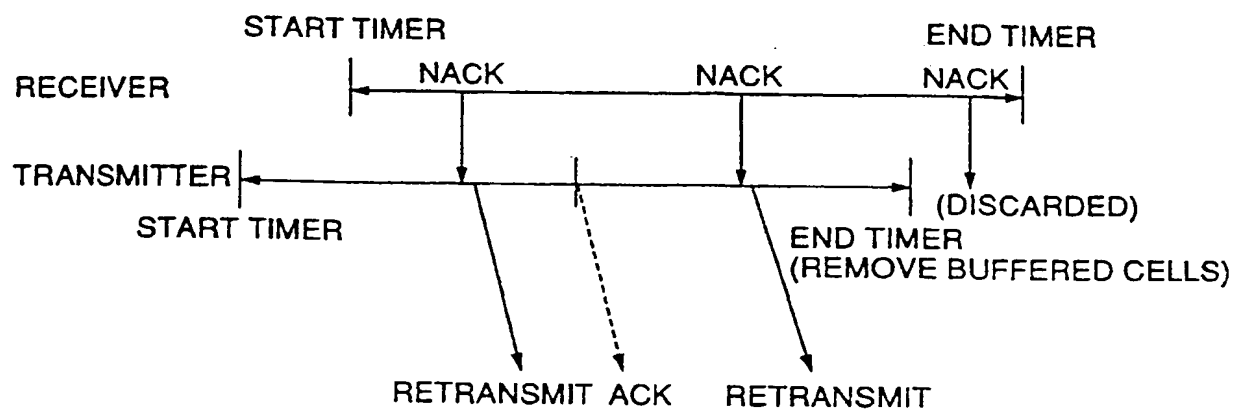 START TIMER
END TIMER
RECEIVER
NACK
NACK
NACK
TRANSMITTER
START TIMER
(DISCARDED)
END TIMER
(REMOVE BUFFERED CELLS)
RETRANSMIT
ACK
RETRANSMIT